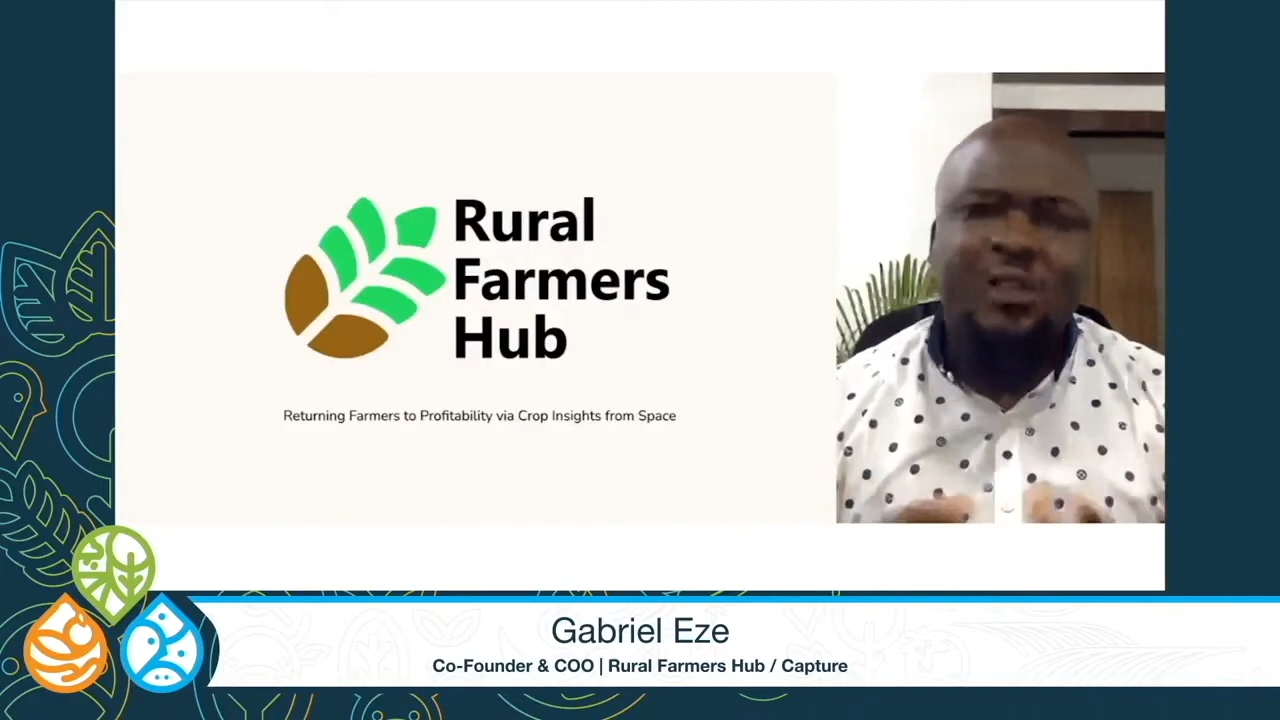 Rural
Farmers
Hub
Returning Farmers to Profitability via Crop Insights from Space
Gabriel Eze
Co-Founder & COO | Rural Farmers Hub / Capture